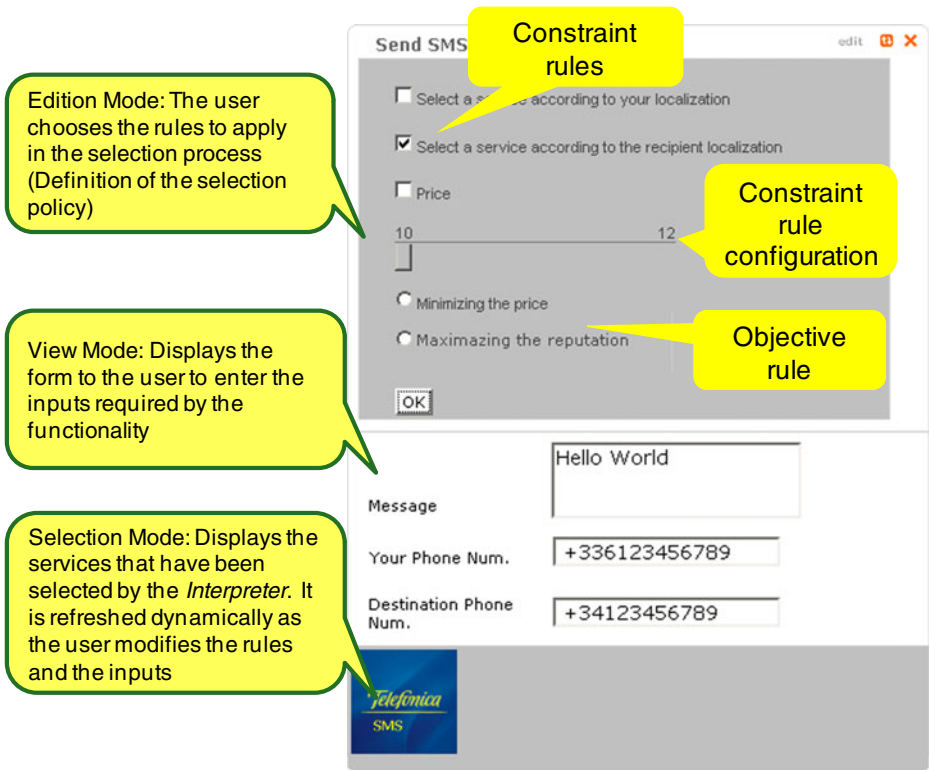 Send SMS
edit
Constraint
rules
Edition Mode: The user
chooses the rules to apply
in the selection process
(Definition of the selection
policy)
Select a s e according to your localization
Select a service according to the recipient localization
Price
10
12
Constraint
rule
configuration
Minimizing the price
Maximazing the reputation
Objective
rule
OK
View Mode: Displays the
form to the user to enter the
inputs required by the
functionality
Message
Hello World
Your Phone Num.
+336123456789
Destination Phone
Num.
+34123456789
Selection Mode: Displays the
services that have been
selected by the Interpreter. It
is refreshed dynamically as
the user modifies the rules
and the inputs
Telefónica
SMS